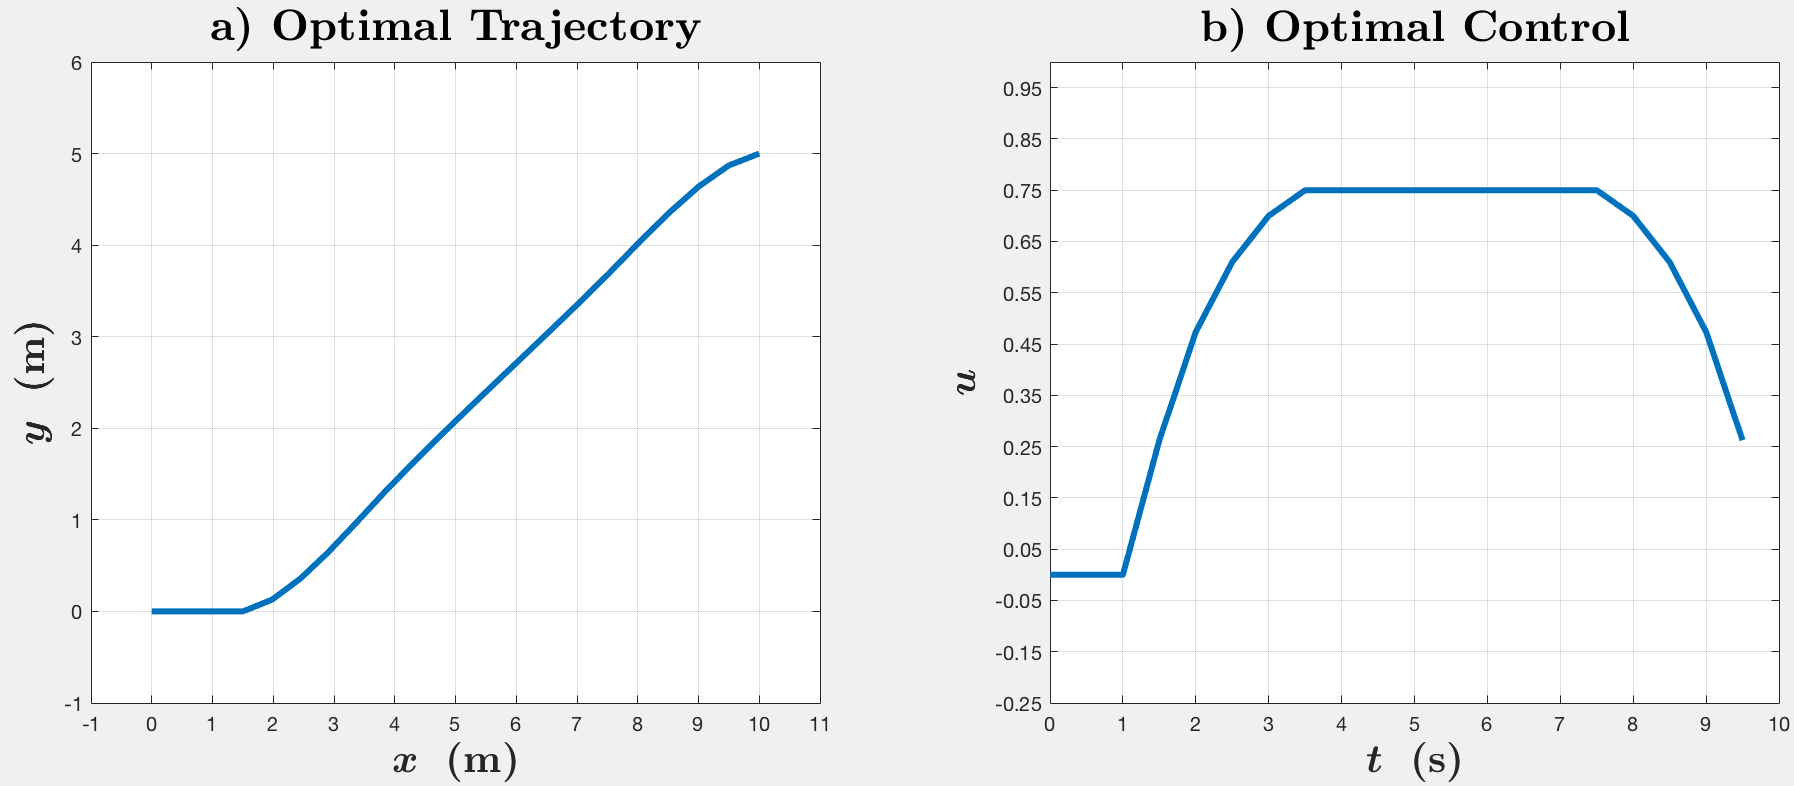 a) Optimal Trajectory
6
5
4
3
2
1
0
-1
y (m)
-1 0 1 2 3 4 5 6 7 8 9 10 11
x (m)
b) Optimal Control
0.95
0.85
0.75
0.65
0.55
0.45
0.35
0.25
0.15
0.05
-0.05
-0.15
-0.25
u
0 1 2 3 4 5 6 7 8 9 10
t (s)